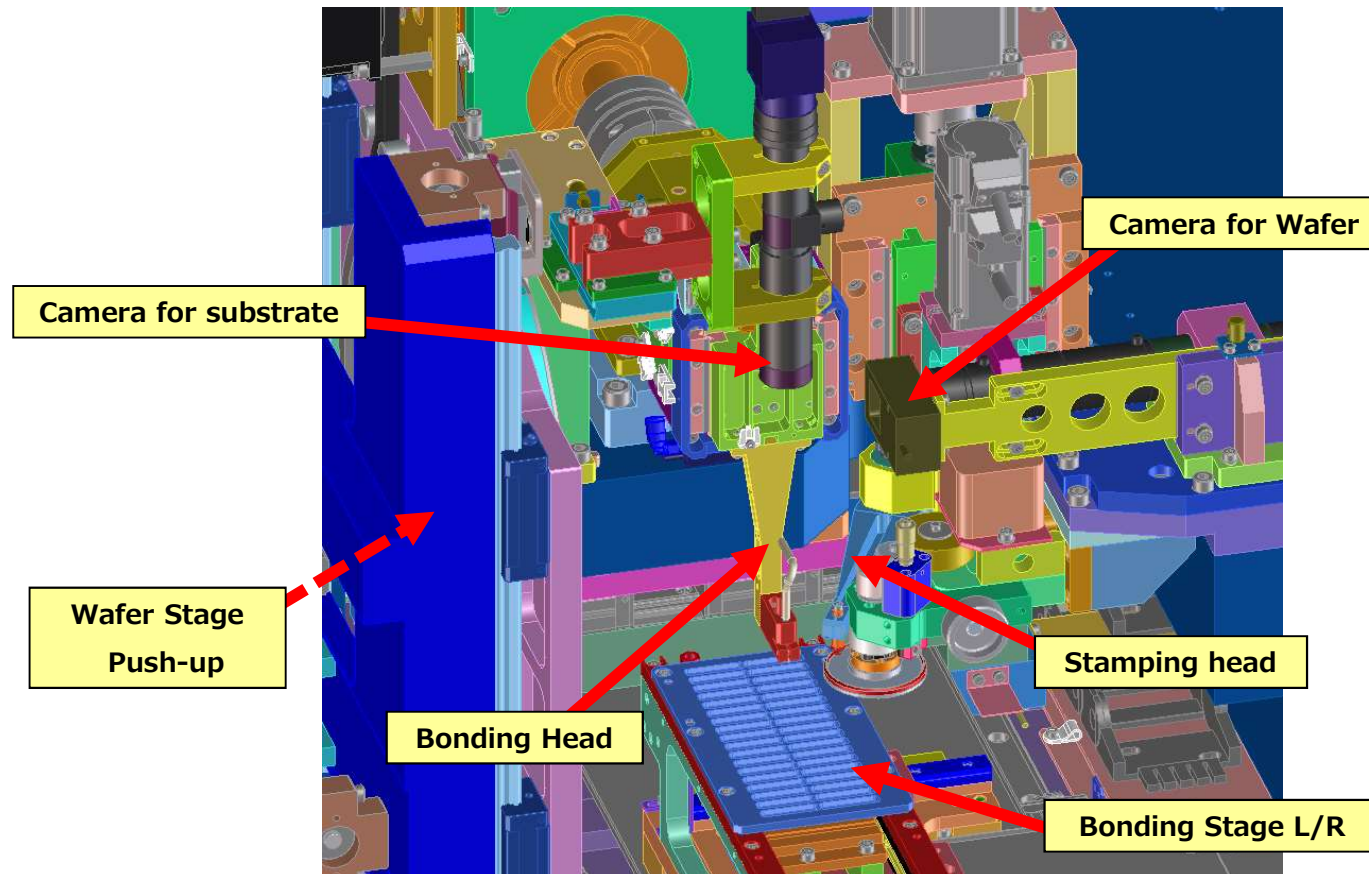 Camera for Wafer
Camera for substrate
Wafer Stage
Push-up
Stamping head
Bonding Head
Bonding Stage L/R